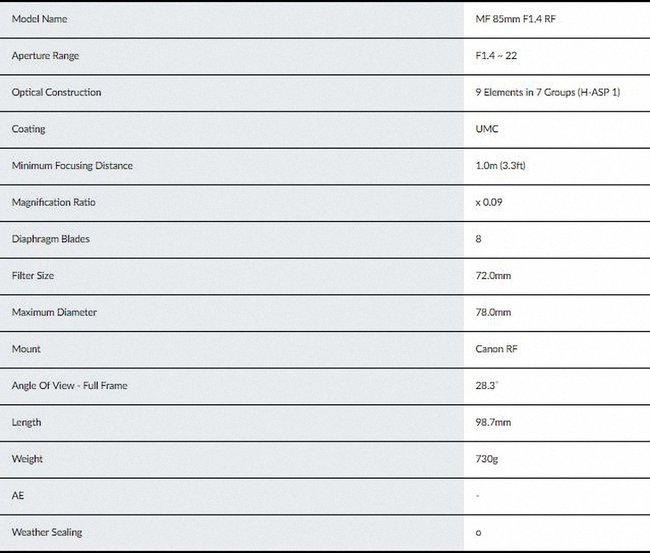 Model Name MF 85mm F1.4 RF
Aperture Range F1.4 ~ 22
Optical Construction 9 Elements in 7 Groups (H-ASP 1)
Coating UMC
Minimum Focusing Distance 1.0m (3.3ft)
Magnification Ratio x 0.09
Diaphragm Blades 8
Filter Size 72.0mm
Maximum Diameter 78.0mm
Mount Canon RF
Angle Of View - Full Frame 28.3°
Length 98.7mm
Weight 730g
AE -
Weather Sealing o